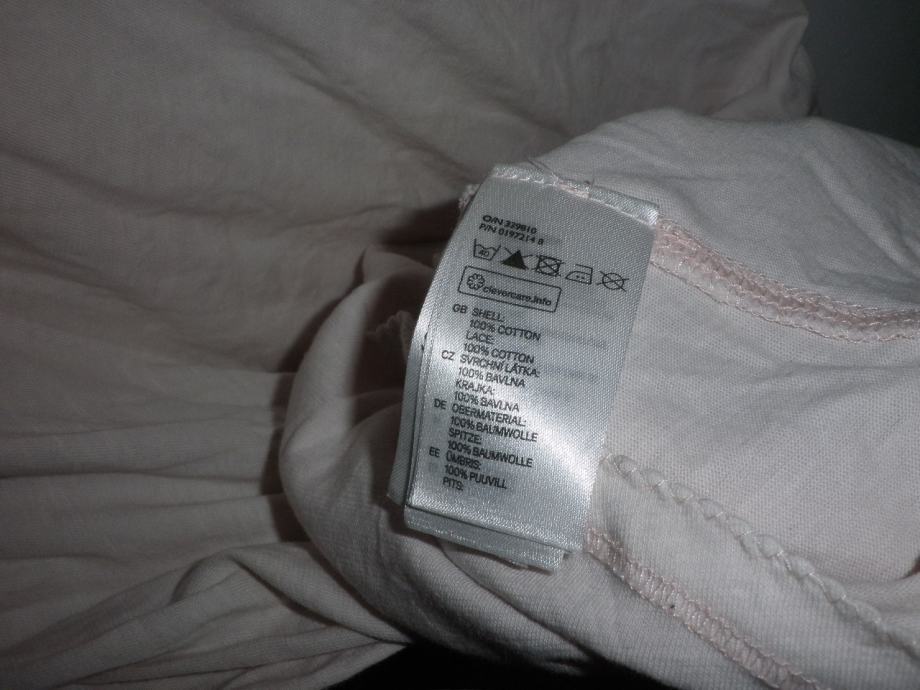 O/N 329810
P/N 0197214 8
40
clevercare.info
GB SHELL:
100% COTTON
LACE:
100% COTTON
CZ SVRCHNÍ LÁTKA:
100% BAVLNA
KRAJKA:
100% BAVLNA
DE OBERMATERIAL:
100% BAUMWOLLE
SPITZE:
100% BAUMWOLLE
EE ÜMBRIS:
100% PUUVILL
PITS: